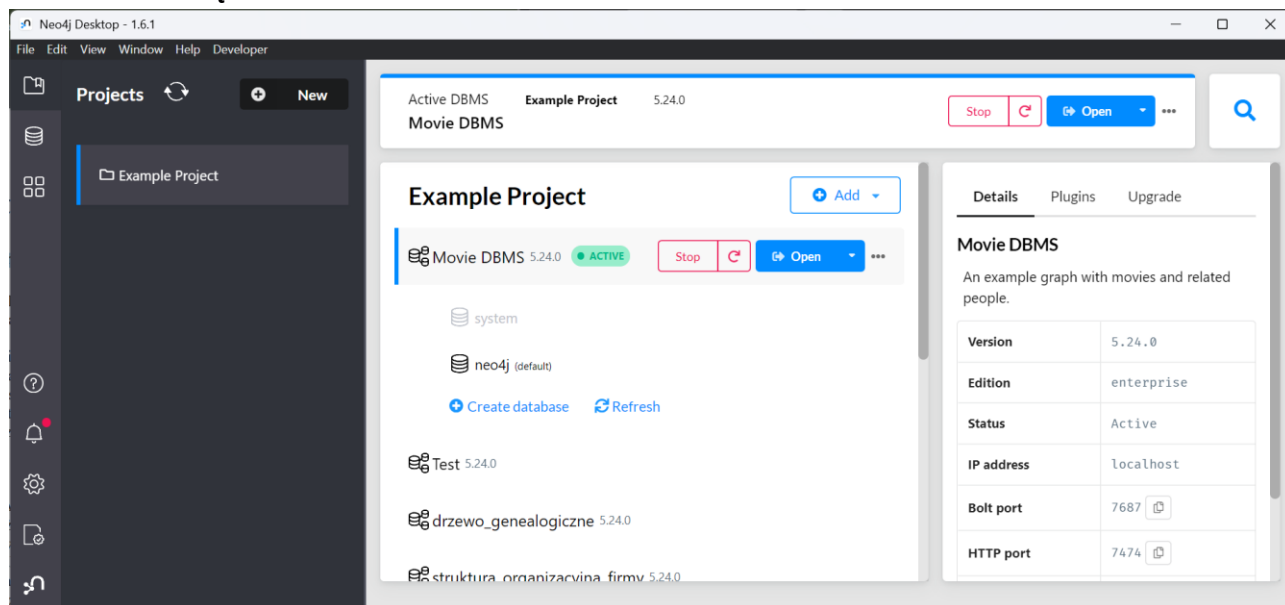 Neo4j Desktop - 1.6.1
File Edit View Window Help Developer
Projects
New
Example Project
Active DBMS Example Project 5.24.0
Movie DBMS
Stop Open
Example Project
Add
Movie DBMS 5.24.0 ACTIVE Stop Open
system
neo4j (default)
Create database Refresh
Test 5.24.0
drzewo_genealogiczne 5.24.0
struktura_organizacyjna_firmy 5.24.0
Details Plugins Upgrade
Movie DBMS
An example graph with movies and related
people.
Version 5.24.0
Edition enterprise
Status Active
IP address localhost
Bolt port 7687
HTTP port 7474